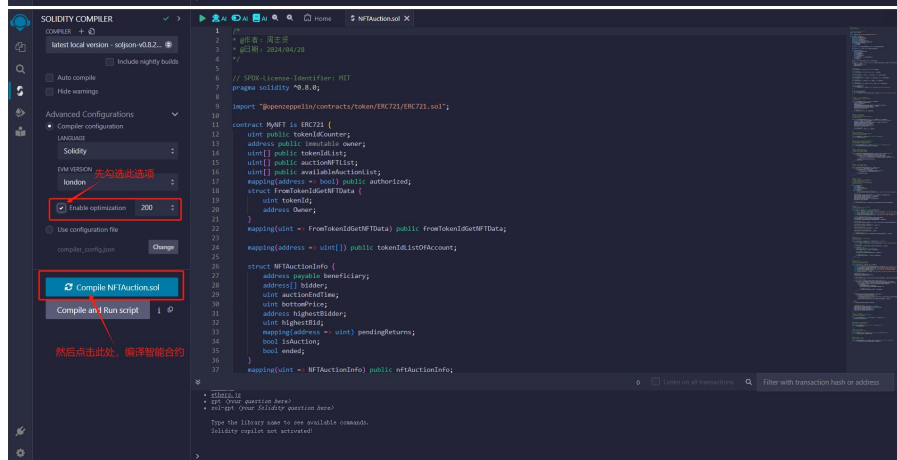 SOLIDITY COMPILER
COMPILER
latest local version - soljson-v0.8.2...
Include nightly builds
Auto compile
Hide warnings
Advanced Configurations
Compiler configuration
LANGUAGE
Solidity
EVM VERSION
先勾选此选项
london
Enable optimization 200
Use configuration file
compiler_config.json Change
Compile NFTAuction.sol
Compile and Run script
然后点击此处，编译智能合约
AI AI AI Home NFTAuction.sol
1 /*
2 * @作者: 周志贤
3 * @日期: 2024/04/28
4 */
5
6 // SPDX-License-Identifier: MIT
7 pragma solidity ^0.8.0;
8
9 import "@openzeppelin/contracts/token/ERC721/ERC721.sol";
10
11 contract MyNFT is ERC721 {
12 uint public tokenIdCounter;
13 address public immutable owner;
14 uint[] public tokenIdList;
15 uint[] public auctionNFTList;
16 uint[] public availableAuctionList;
17 mapping(address => bool) public authorized;
18 struct FromTokenIdGetNFTData {
19 uint tokenId;
20 address Owner;
21 }
22 mapping(uint => FromTokenIdGetNFTData) public fromTokenIdGetNFTData;
23
24 mapping(address => uint[]) public tokenIdListOfAccount;
25
26 struct NFTAuctionInfo {
27 address payable beneficiary;
28 address[] bidder;
29 uint auctionEndTime;
30 uint bottomPrice;
31 address highestBidder;
32 uint highestBid;
33 mapping(address => uint) pendingReturns;
34 bool isAuction;
35 bool ended;
36 }
37 mapping(uint => NFTAuctionInfo) public nftAuctionInfo;
0 Listen on all transactions Filter with transaction hash or address
ethers.js
gpt (your question here)
sol-gpt (your Solidity question here)
Type the library name to see available commands.
Solidity copilot not activated!
>